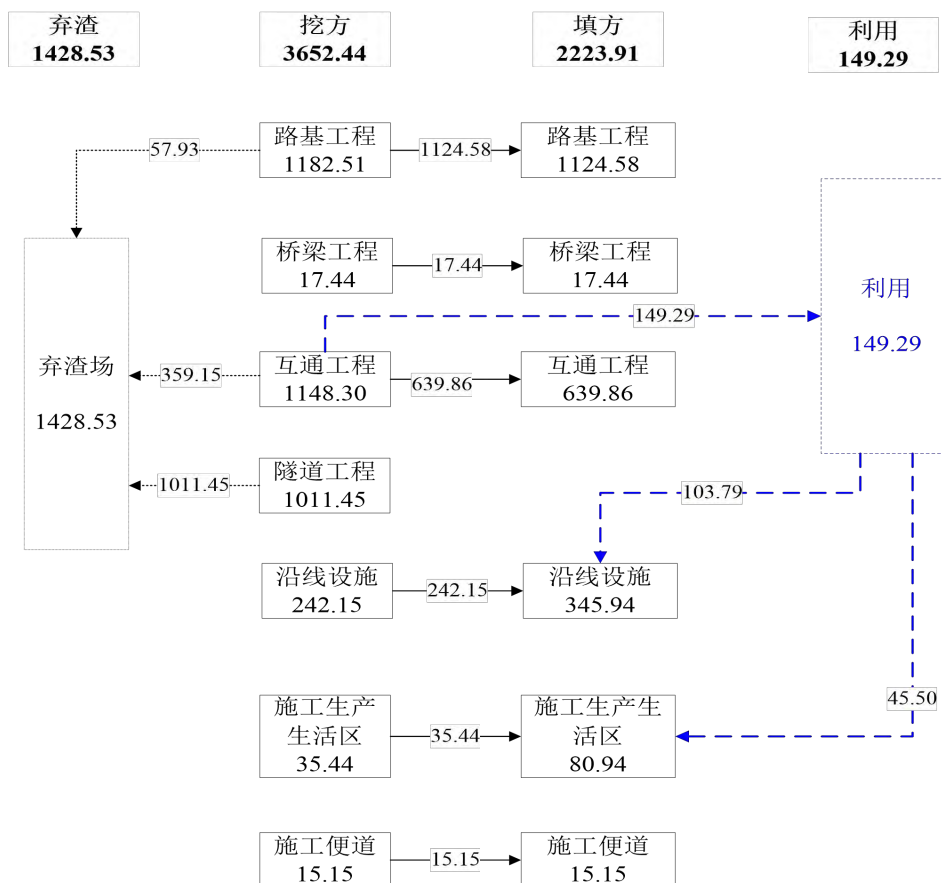 弃渣
1428.53
挖方
3652.44
填方
2223.91
利用
149.29
57.93
路基工程
1182.51
1124.58
路基工程
1124.58
桥梁工程
17.44
17.44
桥梁工程
17.44
利用
149.29
149.29
弃渣场
1428.53
359.15
互通工程
1148.30
639.86
互通工程
639.86
1011.45
隧道工程
1011.45
103.79
沿线设施
242.15
242.15
沿线设施
345.94
45.50
施工生产
生活区
35.44
35.44
施工生产生
活区
80.94
施工便道
15.15
15.15
施工便道
15.15